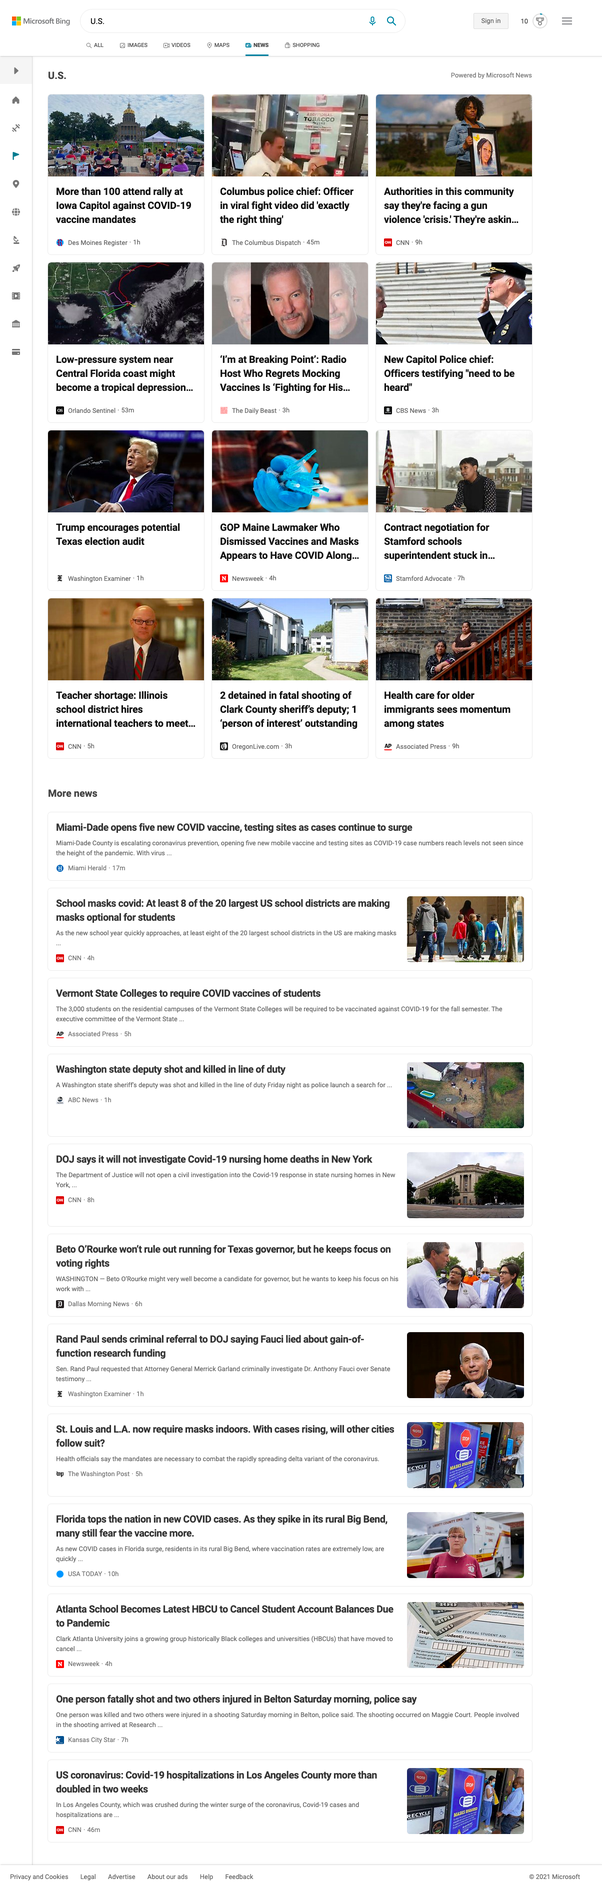 Microsoft Bing
U.S.
Sign in
10
ALL
IMAGES
VIDEOS
MAPS
NEWS
SHOPPING
U.S.
Powered by Microsoft News
More than 100 attend rally at
Iowa Capitol against COVID-19
vaccine mandates
Des Moines Register · 1h
TOBACCO
Columbus police chief: Officer
in viral fight video did 'exactly
the right thing'
The Columbus Dispatch · 45m
Authorities in this community
say they're facing a gun
violence 'crisis.' They're askin...
CNN · 9h
Low-pressure system near
Central Florida coast might
become a tropical depression...
Orlando Sentinel · 53m
'I'm at Breaking Point': Radio
Host Who Regrets Mocking
Vaccines Is 'Fighting for His...
The Daily Beast · 3h
New Capitol Police chief:
Officers testifying "need to be
heard"
CBS News · 3h
Trump encourages potential
Texas election audit
Washington Examiner · 1h
GOP Maine Lawmaker Who
Dismissed Vaccines and Masks
Appears to Have COVID Along...
Newsweek · 4h
Contract negotiation for
Stamford schools
superintendent stuck in...
Stamford Advocate · 7h
Teacher shortage: Illinois
school district hires
international teachers to meet...
CNN · 5h
2 detained in fatal shooting of
Clark County sheriff's deputy; 1
'person of interest' outstanding
OregonLive.com · 3h
Health care for older
immigrants sees momentum
among states
Associated Press · 9h
More news
Miami-Dade opens five new COVID vaccine, testing sites as cases continue to surge
Miami-Dade County is escalating coronavirus prevention, opening five new mobile vaccine and testing sites as COVID-19 case numbers reach levels not seen since
the height of the pandemic. With virus ...
Miami Herald · 17m
School masks covid: At least 8 of the 20 largest US school districts are making
masks optional for students
As the new school year quickly approaches, at least eight of the 20 largest school districts in the US are making masks
...
CNN · 4h
Vermont State Colleges to require COVID vaccines of students
The 3,000 students on the residential campuses of the Vermont State Colleges will be required to be vaccinated against COVID-19 for the fall semester. The
executive committee of the Vermont State ...
Associated Press · 5h
Washington state deputy shot and killed in line of duty
A Washington state sheriff's deputy was shot and killed in the line of duty Friday night as police launch a search for ...
ABC News · 1h
DOJ says it will not investigate Covid-19 nursing home deaths in New York
The Department of Justice will not open a civil investigation into the Covid-19 response in state nursing homes in New
York, ...
CNN · 8h
Beto O'Rourke won't rule out running for Texas governor, but he keeps focus on
voting rights
WASHINGTON — Beto O'Rourke might very well become a candidate for governor, but he wants to keep his focus on his
work with ...
Dallas Morning News · 6h
Rand Paul sends criminal referral to DOJ saying Fauci lied about gain-of-
function research funding
Sen. Rand Paul requested that Attorney General Merrick Garland criminally investigate Dr. Anthony Fauci over Senate
testimony ...
Washington Examiner · 1h
St. Louis and L.A. now require masks indoors. With cases rising, will other cities
follow suit?
Health officials say the mandates are necessary to combat the rapidly spreading delta variant of the coronavirus.
The Washington Post · 5h
STOP
RECYCLE
Florida tops the nation in new COVID cases. As they spike in its rural Big Bend,
many still fear the vaccine more.
As new COVID cases in Florida surge, residents in its rural Big Bend, where vaccination rates are extremely low, are
quickly ...
USA TODAY · 10h
Atlanta School Becomes Latest HBCU to Cancel Student Account Balances Due
to Pandemic
Clark Atlanta University joins a growing group historically Black colleges and universities (HBCUs) that have moved to
cancel ...
Newsweek · 4h
One person fatally shot and two others injured in Belton Saturday morning, police say
One person was killed and two others were injured in a shooting Saturday morning in Belton, police said. The shooting occurred on Maggie Court. People involved
in the shooting arrived at Research ...
Kansas City Star · 7h
US coronavirus: Covid-19 hospitalizations in Los Angeles County more than
doubled in two weeks
In Los Angeles County, which was crushed during the winter surge of the coronavirus, Covid-19 cases and
hospitalizations are ...
CNN · 46m
STOP
RECYCLE
Privacy and Cookies
Legal
Advertise
About our ads
Help
Feedback
© 2021 Microsoft